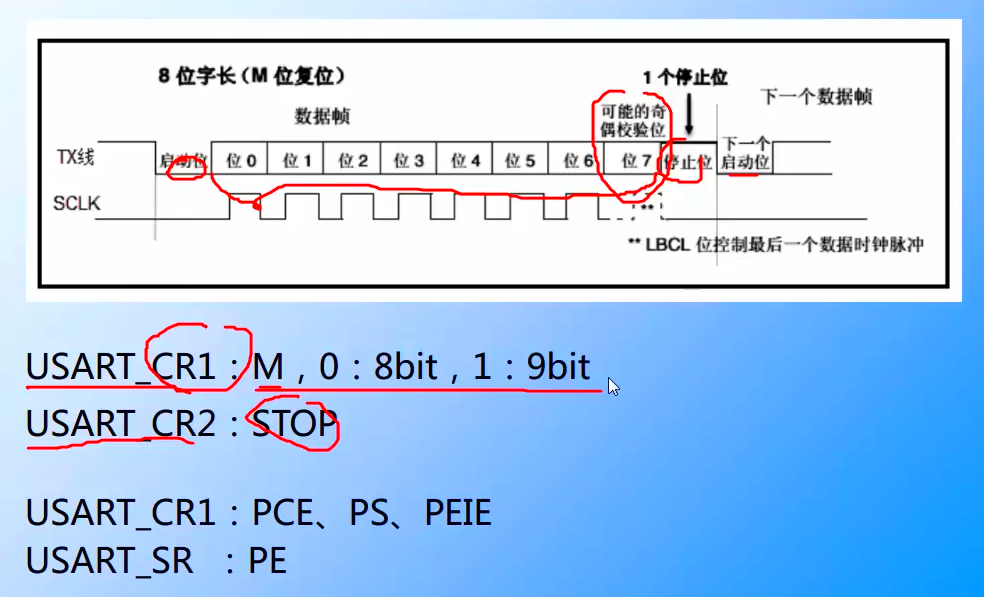 8位字长（M位复位）
1个停止位
下一个数据帧
数据帧
可能的奇
偶校验位
TX线 启动位 位0 位1 位2 位3 位4 位5 位6 位7 停止位 下一个
启动位
SCLK
**
** LBCL 位控制最后一个数据时钟脉冲
USART_CR1：M，0：8bit，1：9bit
USART_CR2：STOP
USART_CR1：PCE、PS、PEIE
USART_SR ：PE